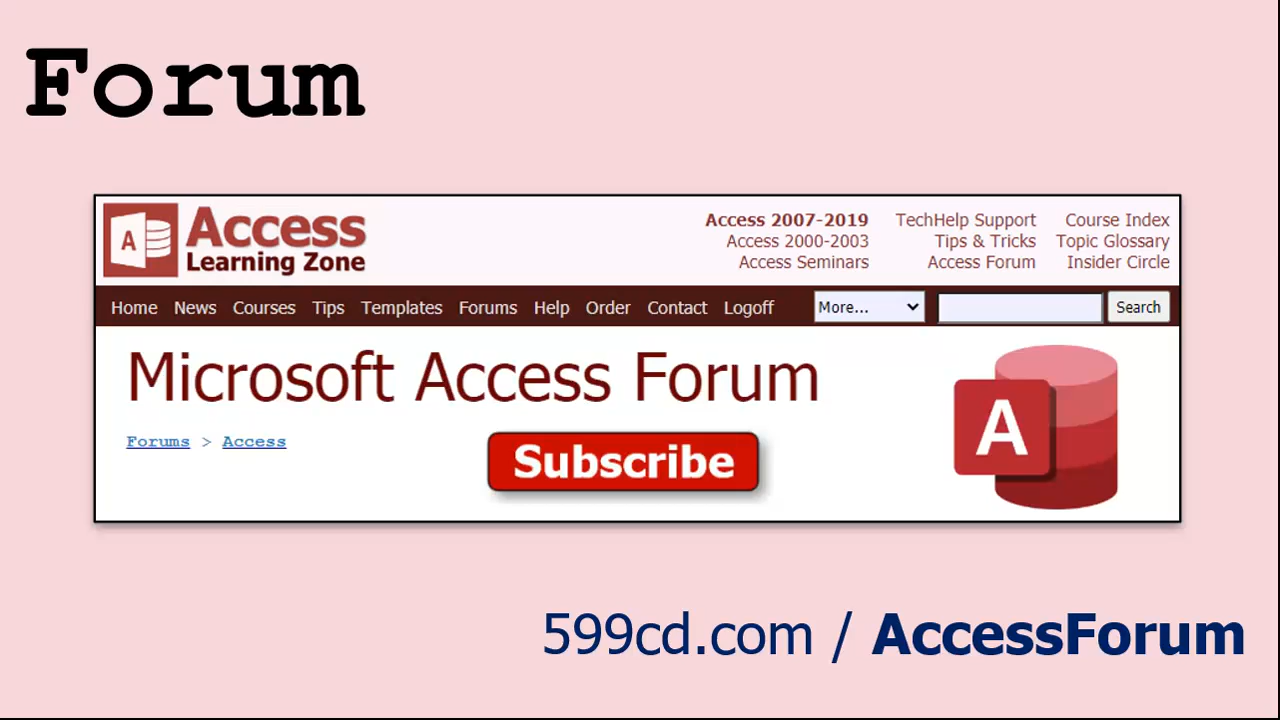 Forum
A
Access
Learning Zone
Access 2007-2019 TechHelp Support Course Index
Access 2000-2003 Tips & Tricks Topic Glossary
Access Seminars Access Forum Insider Circle
Home News Courses Tips Templates Forums Help Order Contact Logoff More... Search
Microsoft Access Forum
Forums > Access
Subscribe
A
599cd.com / AccessForum